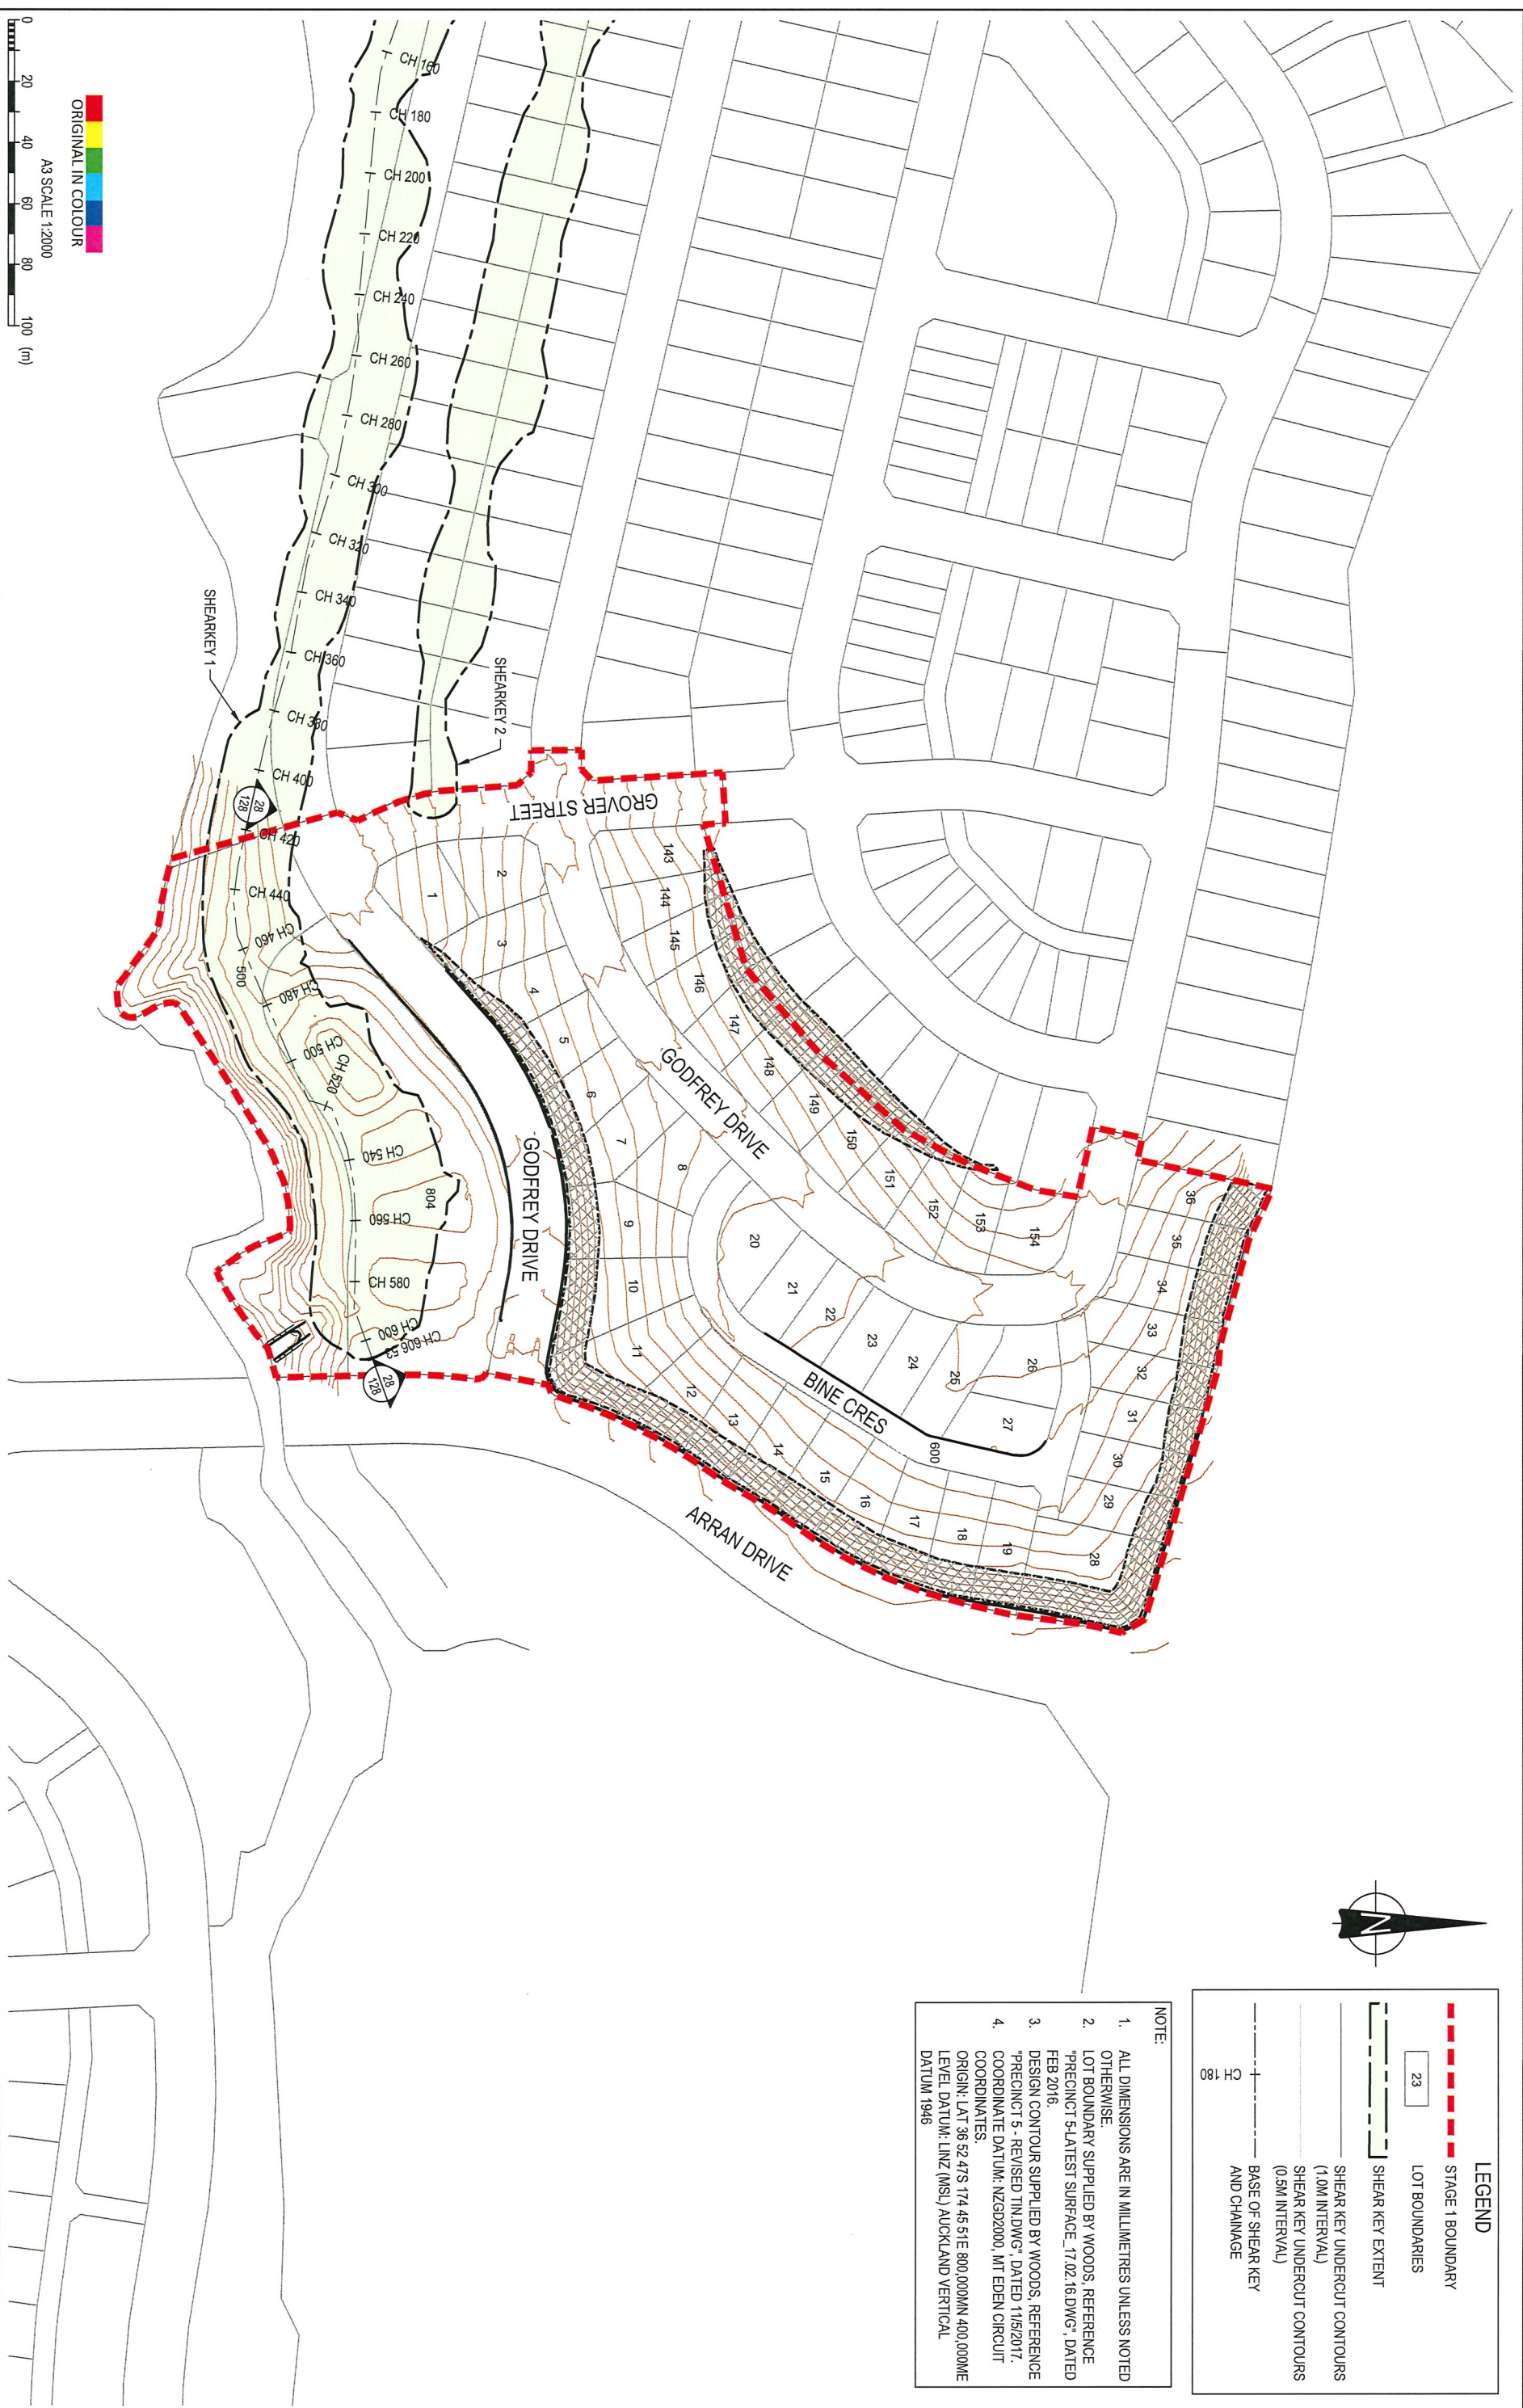 LEGEND
STAGE 1 BOUNDARY
23
LOT BOUNDARIES
SHEAR KEY EXTENT
SHEAR KEY UNDERCUT CONTOURS
(1.0M INTERVAL)
SHEAR KEY UNDERCUT CONTOURS
(0.5M INTERVAL)
CH 180
BASE OF SHEAR KEY
AND CHAINAGE
N
NOTE:
1. ALL DIMENSIONS ARE IN MILLIMETRES UNLESS NOTED
OTHERWISE.
2. LOT BOUNDARY SUPPLIED BY WOODS, REFERENCE
"PRECINCT 5-LATEST SURFACE_17.02.16.DWG", DATED
FEB 2016.
3. DESIGN CONTOUR SUPPLIED BY WOODS, REFERENCE
"PRECINCT 5 - REVISED TIN.DWG", DATED 11/5/2017.
4. COORDINATE DATUM: NZGD2000, MT EDEN CIRCUIT
COORDINATES.
ORIGIN: LAT 36 52 47S 174 45 51E 800,000MN 400,000ME
LEVEL DATUM: LINZ (MSL) AUCKLAND VERTICAL
DATUM 1946
36
35
34
33
32
31
30
29
28
154
153
152
151
150
149
148
147
146
145
144
143
26
27
25
24
23
22
21
20
600
19
18
17
16
15
14
13
12
11
10
9
8
7
6
5
4
3
2
1
GROVER STREET
GODFREY DRIVE
GODFREY DRIVE
BINE CRES
ARRAN DRIVE
SHEARKEY 2
SHEARKEY 1
CH 160
CH 180
CH 200
CH 220
CH 240
CH 260
CH 280
CH 300
CH 320
CH 340
CH 360
CH 380
CH 400
CH 420
CH 440
CH 460
CH 480
CH 500
CH 520
CH 540
CH 560
CH 580
CH 600
CH 606.53
500
804
28
128
28
128
ORIGINAL IN COLOUR
A3 SCALE 1:2000
0 20 40 60 80 100 (m)